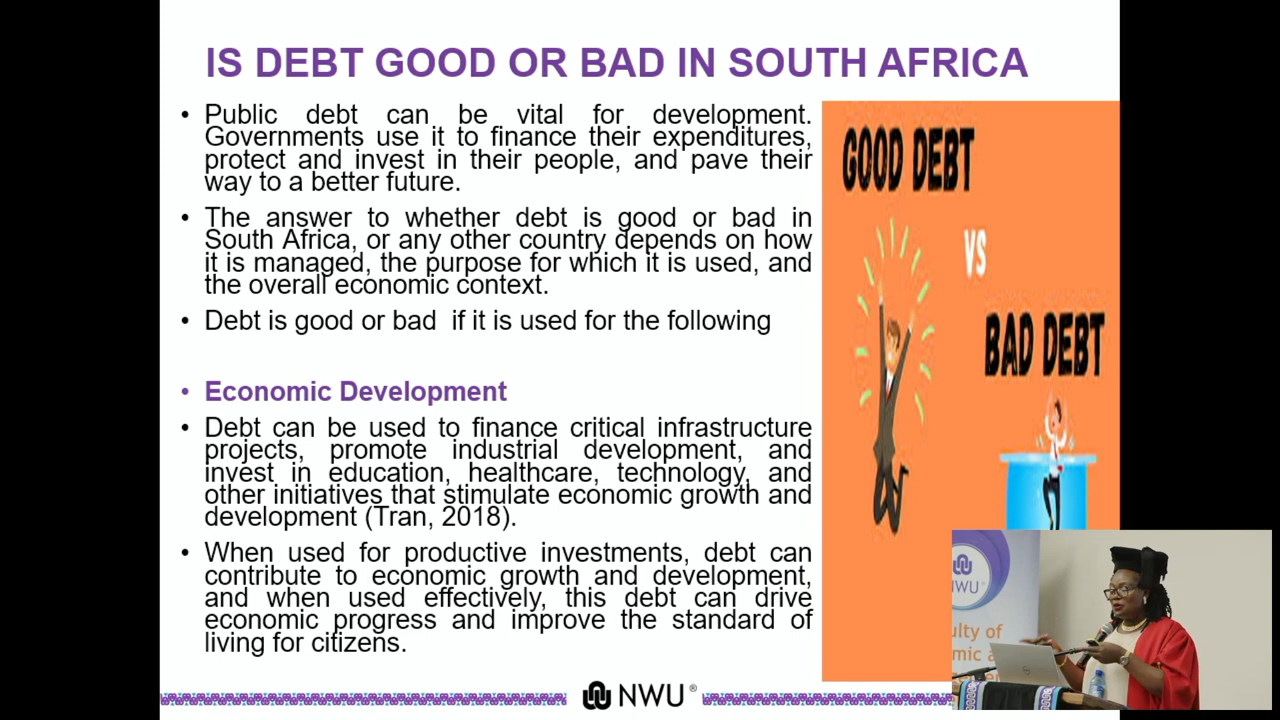 IS DEBT GOOD OR BAD IN SOUTH AFRICA
• Public debt can be vital for development.
Governments use it to finance their expenditures,
protect and invest in their people, and pave their
way to a better future.
• The answer to whether debt is good or bad in
South Africa, or any other country depends on how
it is managed, the purpose for which it is used, and
the overall economic context.
• Debt is good or bad  if it is used for the following
• Economic Development
• Debt can be used to finance critical infrastructure
projects, promote industrial development, and
invest in education, healthcare, technology, and
other initiatives that stimulate economic growth and
development (Tran, 2018).
• When used for productive investments, debt can
contribute to economic growth and development,
and when used effectively, this debt can drive
economic progress and improve the standard of
living for citizens.
GOOD DEBT
VS
BAD DEBT
NWU
ulty of
mic a
NWU®